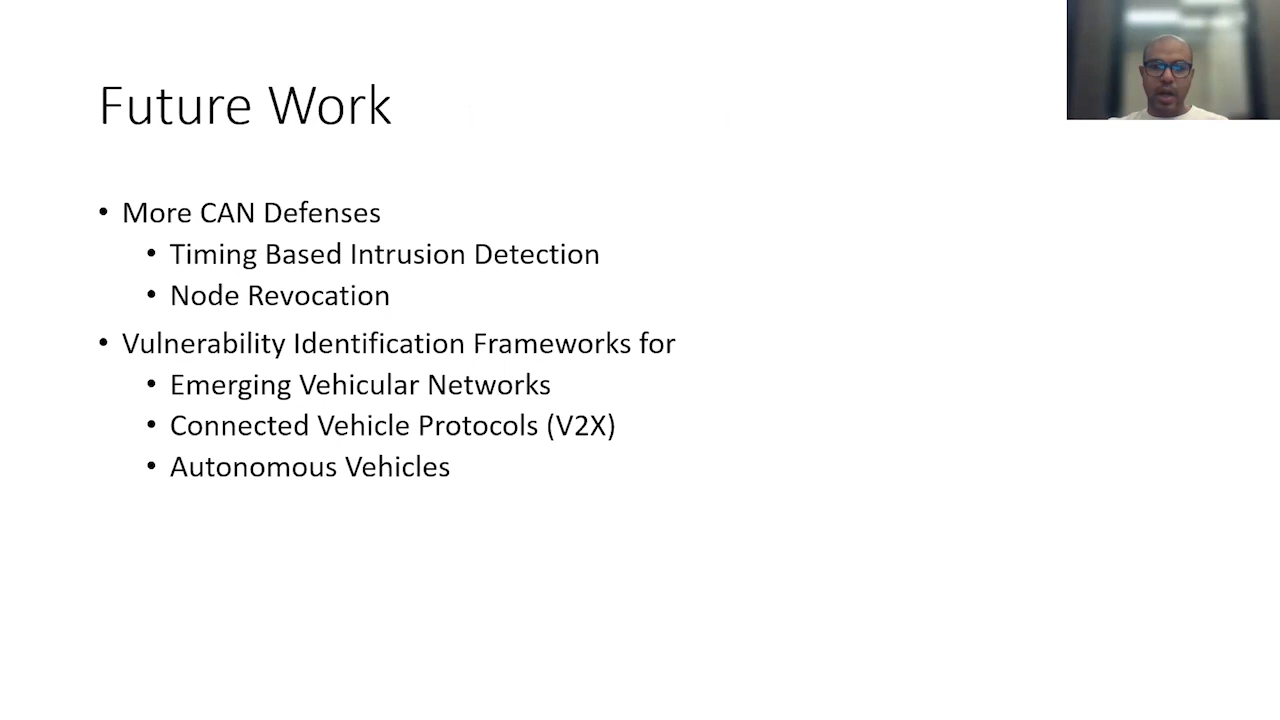 Future Work
• More CAN Defenses
• Timing Based Intrusion Detection
• Node Revocation
• Vulnerability Identification Frameworks for
• Emerging Vehicular Networks
• Connected Vehicle Protocols (V2X)
• Autonomous Vehicles